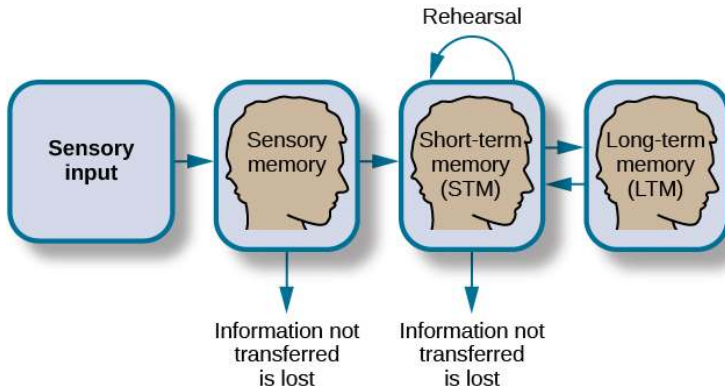 Rehearsal
Sensory
input
Sensory
memory
Short-term
memory
(STM)
Long-term
memory
(LTM)
Information not
transferred
is lost
Information not
transferred
is lost